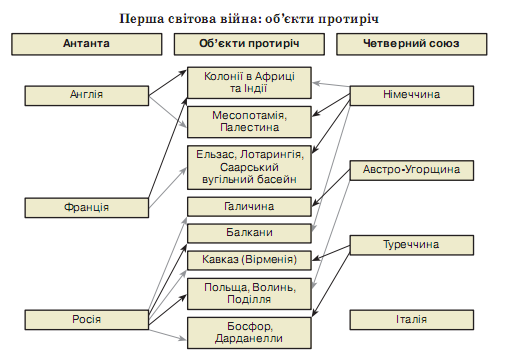 Перша світова війна: об’єкти протиріч
Антанта
Об’єкти протиріч
Четверний союз
Англія
Франція
Росія
Колонії в Африці
та Індії
Месопотамія,
Палестина
Ельзас, Лотарингія,
Саарський
вугільний басейн
Галичина
Балкани
Кавказ (Вірменія)
Польща, Волинь,
Поділля
Босфор,
Дарданелли
Німеччина
Австро-Угорщина
Туреччина
Італія